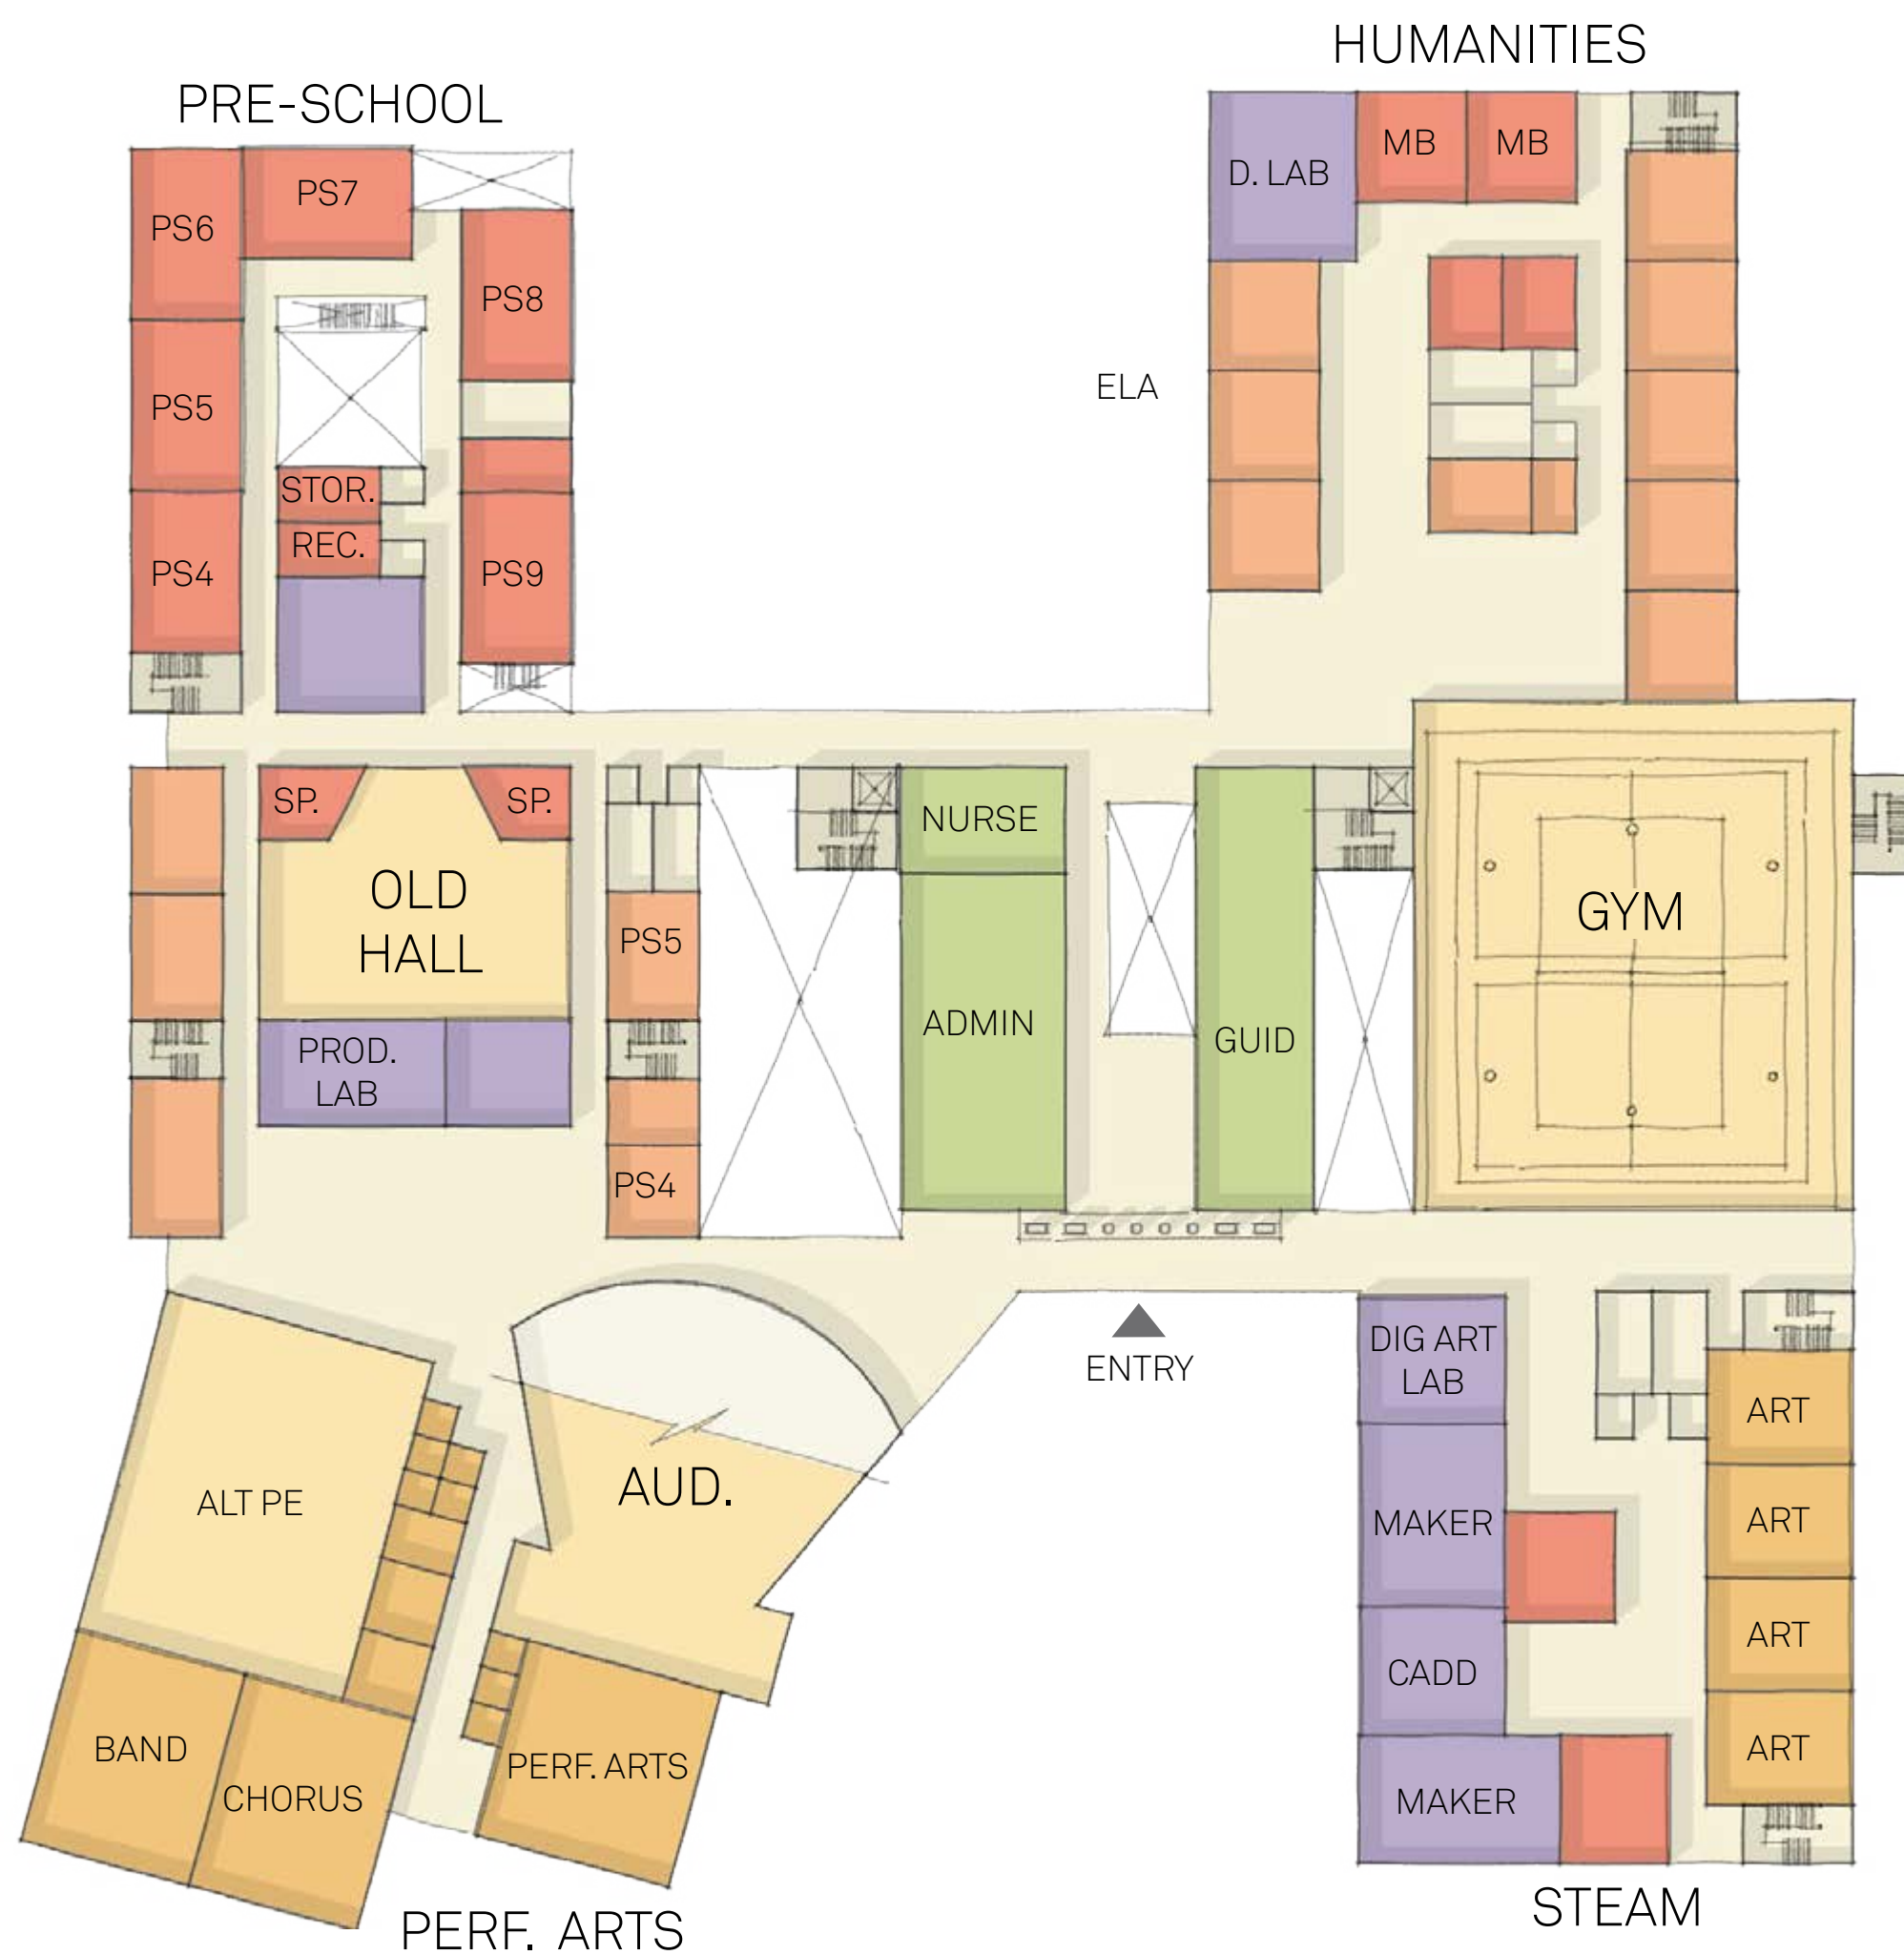 HUMANITIES
PRE-SCHOOL
MB
MB
D. LAB
PS7
PS6
PS8
ELA
PS5
STOR.
REC.
PS4
PS9
SP.
SP.
NURSE
OLD
HALL
GYM
PS5
ADMIN
GUID
PROD.
LAB
PS4
ENTRY
DIG ART
LAB
ART
AUD.
ALT PE
MAKER
ART
ART
CADD
BAND
CHORUS
PERF. ARTS
ART
MAKER
STEAM
PERF. ARTS